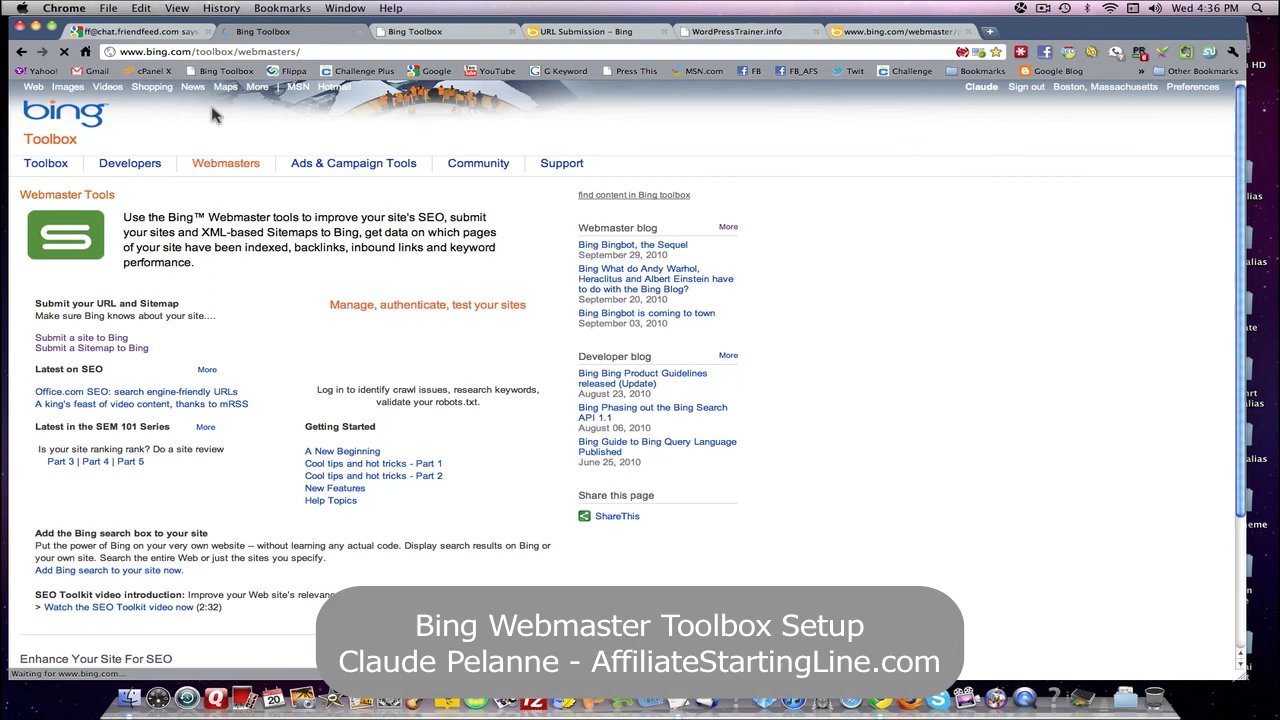 Chrome File Edit View History Bookmarks Window Help Wed 4:36 PM
ff@chat.friendfeed.com says Bing Toolbox Bing Toolbox URL Submission – Bing WordPressTrainer.info www.bing.com/webmaster/
www.bing.com/toolbox/webmasters/
Yahoo! Gmail cPanel X Bing Toolbox Flippa Challenge Plus Google YouTube G Keyword Press This MSN.com FB FB_AFS Twit Challenge Bookmarks Google Blog » Other Bookmarks
Web Images Videos Shopping News Maps More | MSN Hotmail Claude Sign out Boston, Massachusetts Preferences
bing
Toolbox
Toolbox Developers Webmasters Ads & Campaign Tools Community Support
Webmaster Tools
Use the Bing™ Webmaster tools to improve your site's SEO, submit
your sites and XML-based Sitemaps to Bing, get data on which pages
of your site have been indexed, backlinks, inbound links and keyword
performance.
Submit your URL and Sitemap
Make sure Bing knows about your site....
Submit a site to Bing
Submit a Sitemap to Bing
Latest on SEO More
Office.com SEO: search engine-friendly URLs
A king's feast of video content, thanks to mRSS
Latest in the SEM 101 Series More
Is your site ranking rank? Do a site review
Part 3 | Part 4 | Part 5
Manage, authenticate, test your sites
Log in to identify crawl issues, research keywords,
validate your robots.txt.
Getting Started
A New Beginning
Cool tips and hot tricks - Part 1
Cool tips and hot tricks - Part 2
New Features
Help Topics
Add the Bing search box to your site
Put the power of Bing on your very own website -- without learning any actual code. Display search results on Bing or
your own site. Search the entire Web or just the sites you specify.
Add Bing search to your site now.
SEO Toolkit video introduction: Improve your Web site's
> Watch the SEO Toolkit video now (2:32)
Enhance Your Site For SEO
find content in Bing toolbox
Webmaster blog More
Bing Bingbot, the Sequel
September 29, 2010
Bing What do Andy Warhol,
Heraclitus and Albert Einstein have
to do with the Bing Blog?
September 20, 2010
Bing Bingbot is coming to town
September 03, 2010
Developer blog More
Bing Bing Product Guidelines
released (Update)
August 23, 2010
Bing Phasing out the Bing Search
API 1.1
August 06, 2010
Bing Guide to Bing Query Language
Published
June 25, 2010
Share this page
ShareThis
Bing Webmaster Toolbox Setup
Claude Pelanne - AffiliateStartingLine.com
Waiting for www.bing.com...